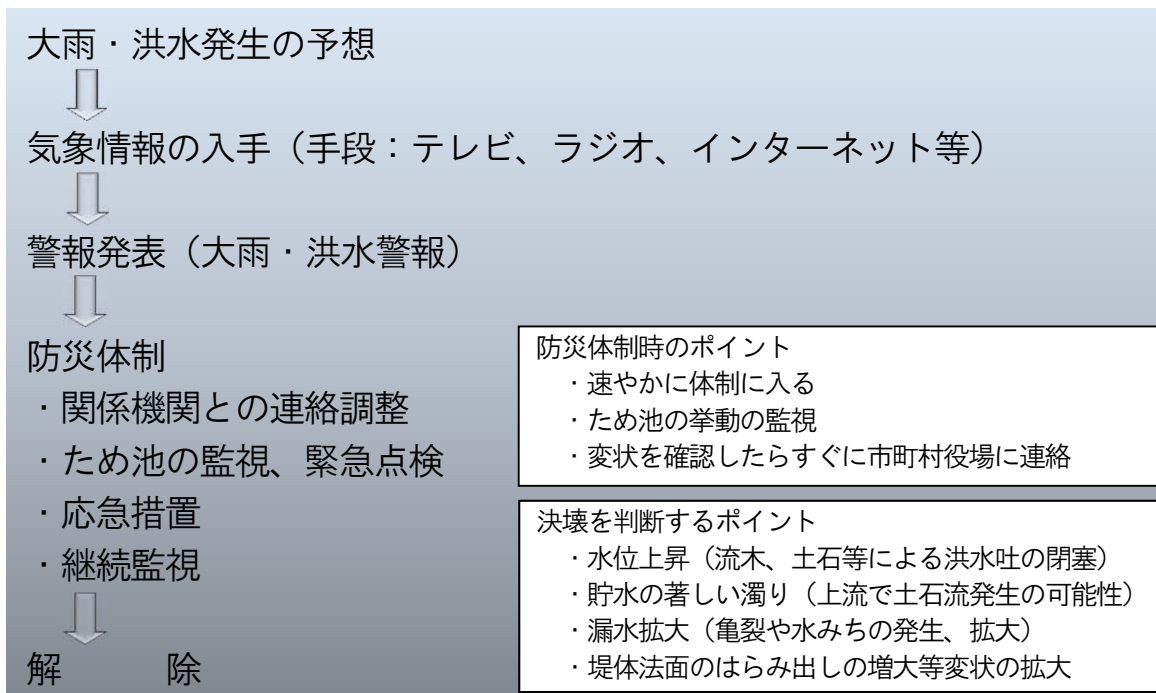 大雨・洪水発生の予想
気象情報の入手（手段：テレビ、ラジオ、インターネット等）
警報発表（大雨・洪水警報）
防災体制
・関係機関との連絡調整
・ため池の監視、緊急点検
・応急措置
・継続監視
解　　　除
防災体制時のポイント
・速やかに体制に入る
・ため池の挙動の監視
・変状を確認したらすぐに市町村役場に連絡
決壊を判断するポイント
・水位上昇（流木、土石等による洪水吐の閉塞）
・貯水の著しい濁り（上流で土石流発生の可能性）
・漏水拡大（亀裂や水みちの発生、拡大）
・堤体法面のはらみ出しの増大等変状の拡大